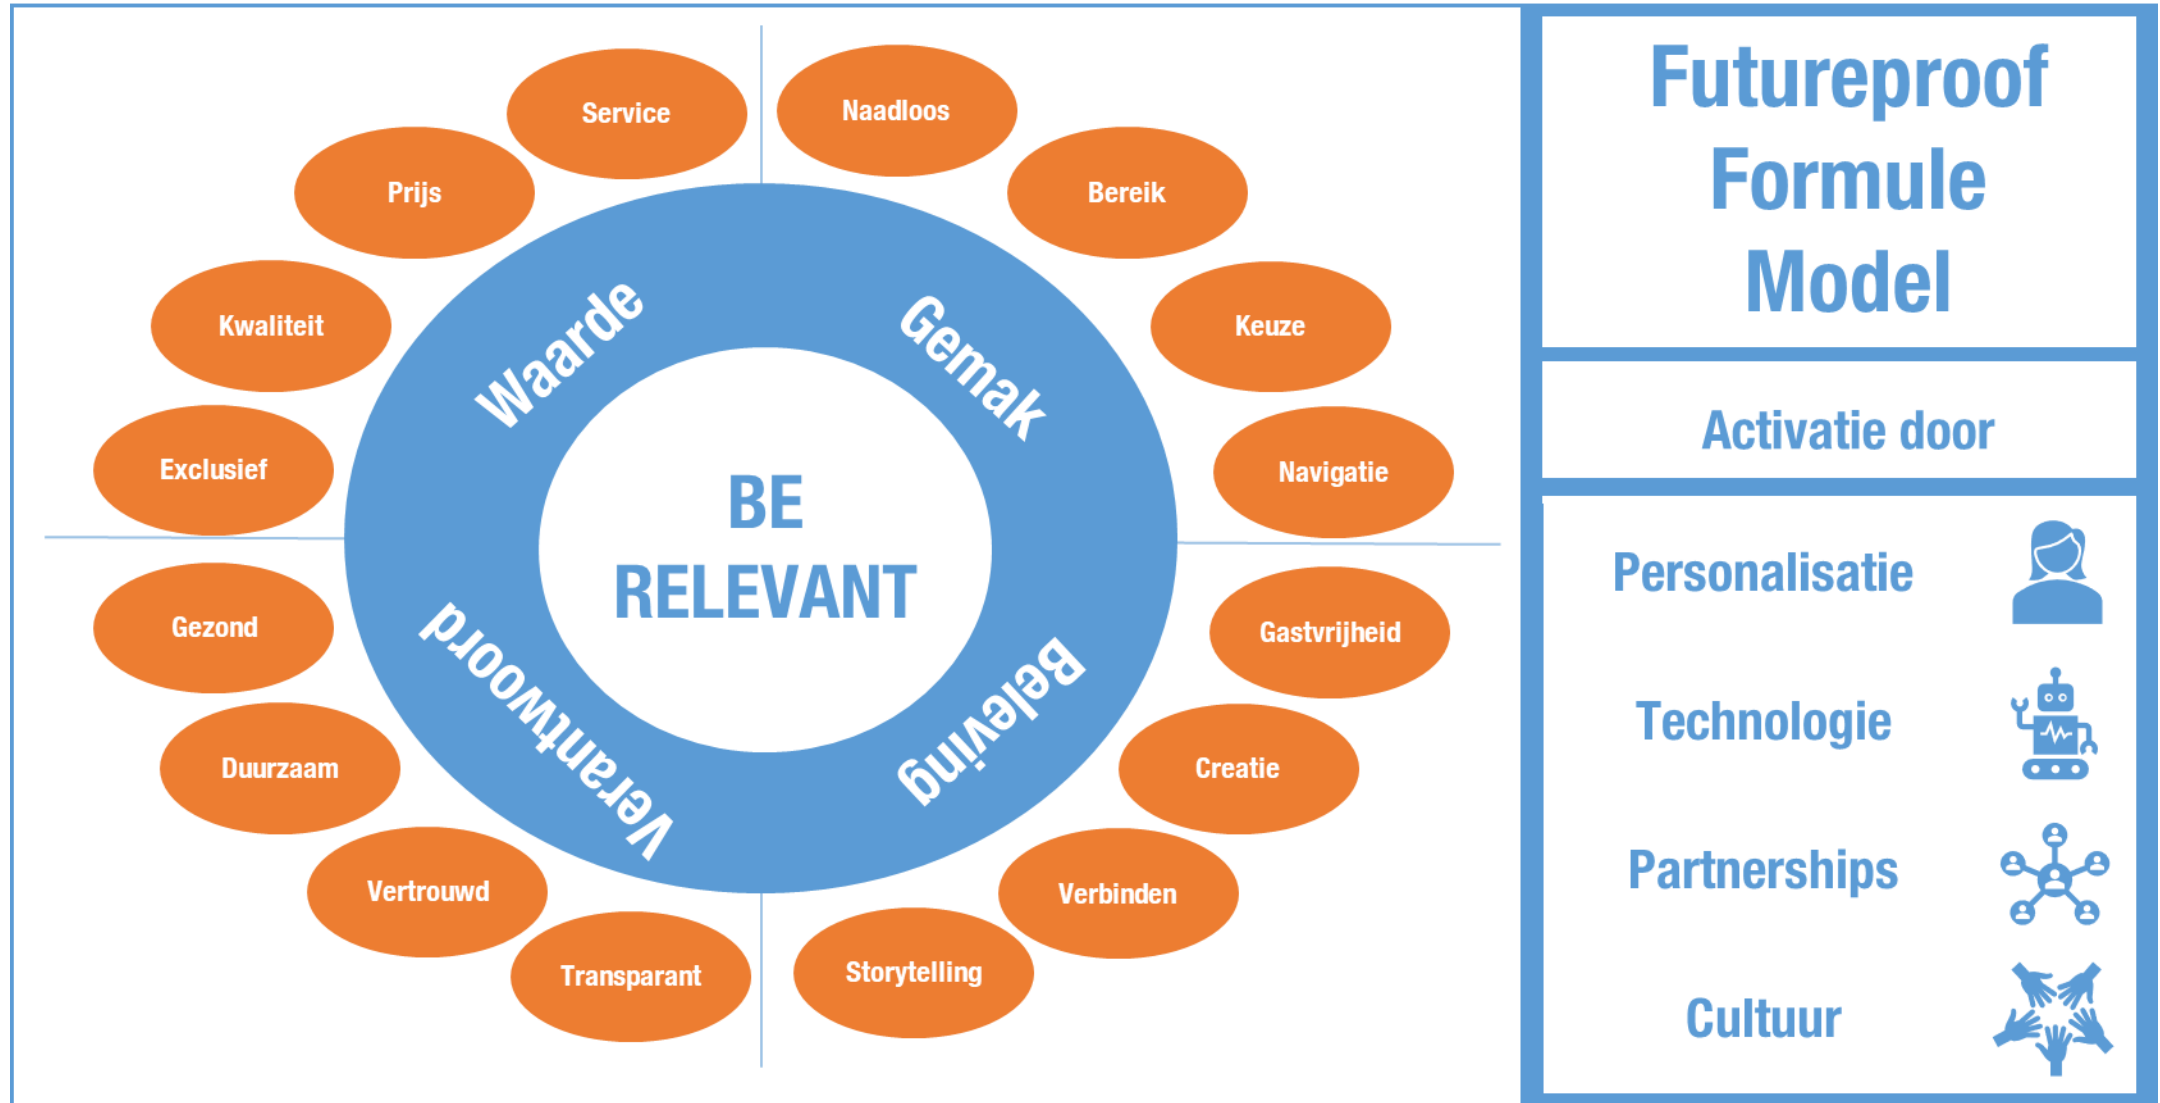 Service
Naadloos
Prijs
Bereik
Kwaliteit
Keuze
Exclusief
Navigatie
Waarde
Gemak
BE
RELEVANT
Verantwoord
Beleving
Gezond
Gastvrijheid
Duurzaam
Creatie
Vertrouwd
Verbinden
Transparant
Storytelling
Futureproof
Formule
Model
Activatie door
Personalisatie
Technologie
Partnerships
Cultuur